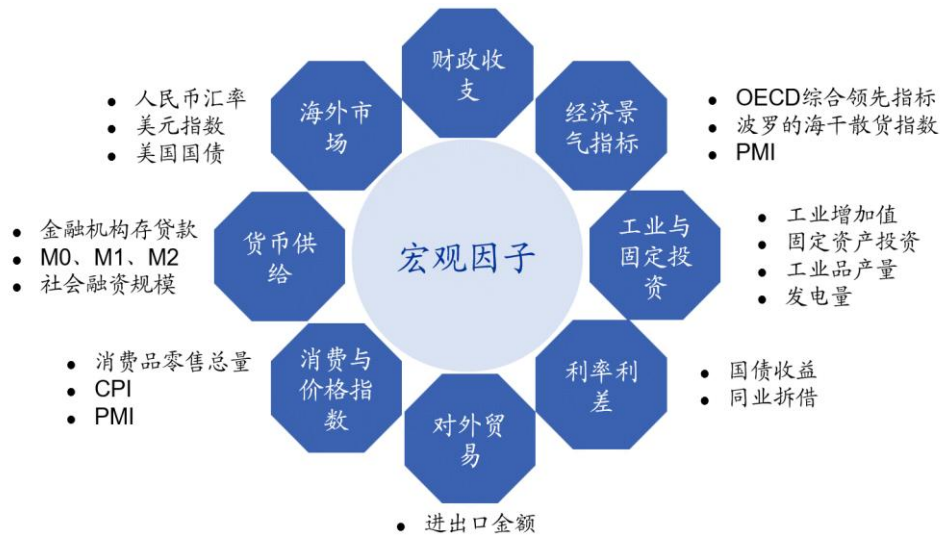 财政收
支
海外市
场
经济景
气指标
• 人民币汇率
• 美元指数
• 美国国债
• OECD综合领先指标
• 波罗的海干散货指数
• PMI
货币供
给
宏观因子
工业与
固定投
资
• 金融机构存贷款
• M0、M1、M2
• 社会融资规模
• 工业增加值
• 固定资产投资
• 工业品产量
• 发电量
消费与
价格指
数
利率利
差
• 消费品零售总量
• CPI
• PMI
• 国债收益
• 同业拆借
对外贸
易
• 进出口金额